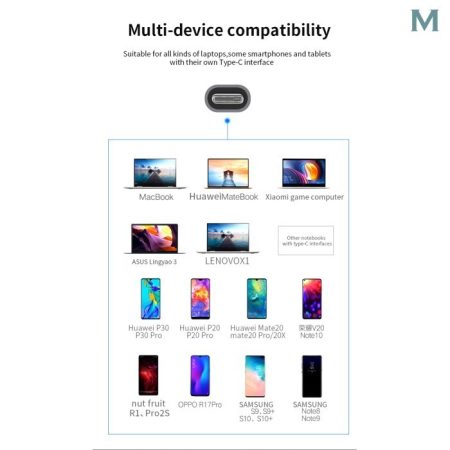 Multi-device compatibility
M
Suitable for all kinds of laptops,some smartphones and tablets
with their own Type-C interface
MacBook
HuaweiMateBook
Xiaomi game computer
ASUS Lingyao 3
LENOVOX1
Other notebooks
with type-C interfaces
Huawei P30
P30 Pro
Huawei P20
P20 Pro
Huawei Mate20
mate20 Pro/20X
荣耀V20
Note10
nut fruit
R1、Pro2S
OPPO R17Pro
SAMSUNG
S9、S9+
S10、S10+
SAMSUNG
Note8
Note9